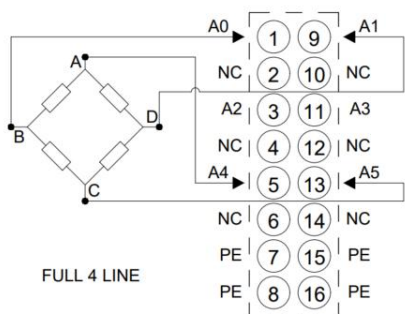 A0 1 9 A1
A NC 2 10 NC
D A2 3 11 A3
B NC 4 12 NC
A4 5 13 A5
C NC 6 14 NC
PE 7 15 PE
FULL 4 LINE PE 8 16 PE